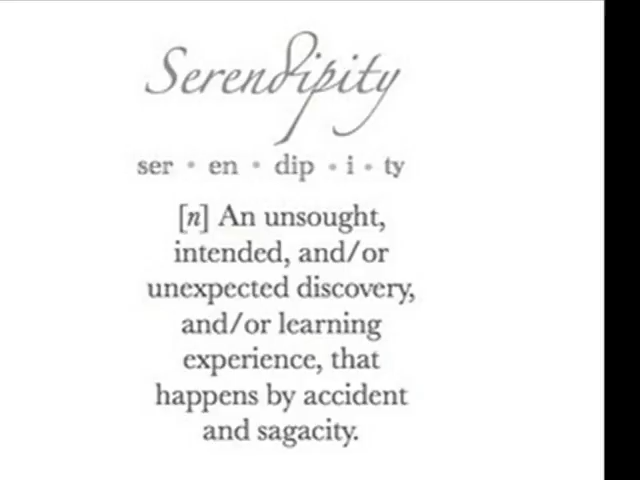 Serendipity
ser • en • dip • i • ty
[n] An unsought,
intended, and/or
unexpected discovery,
and/or learning
experience, that
happens by accident
and sagacity.